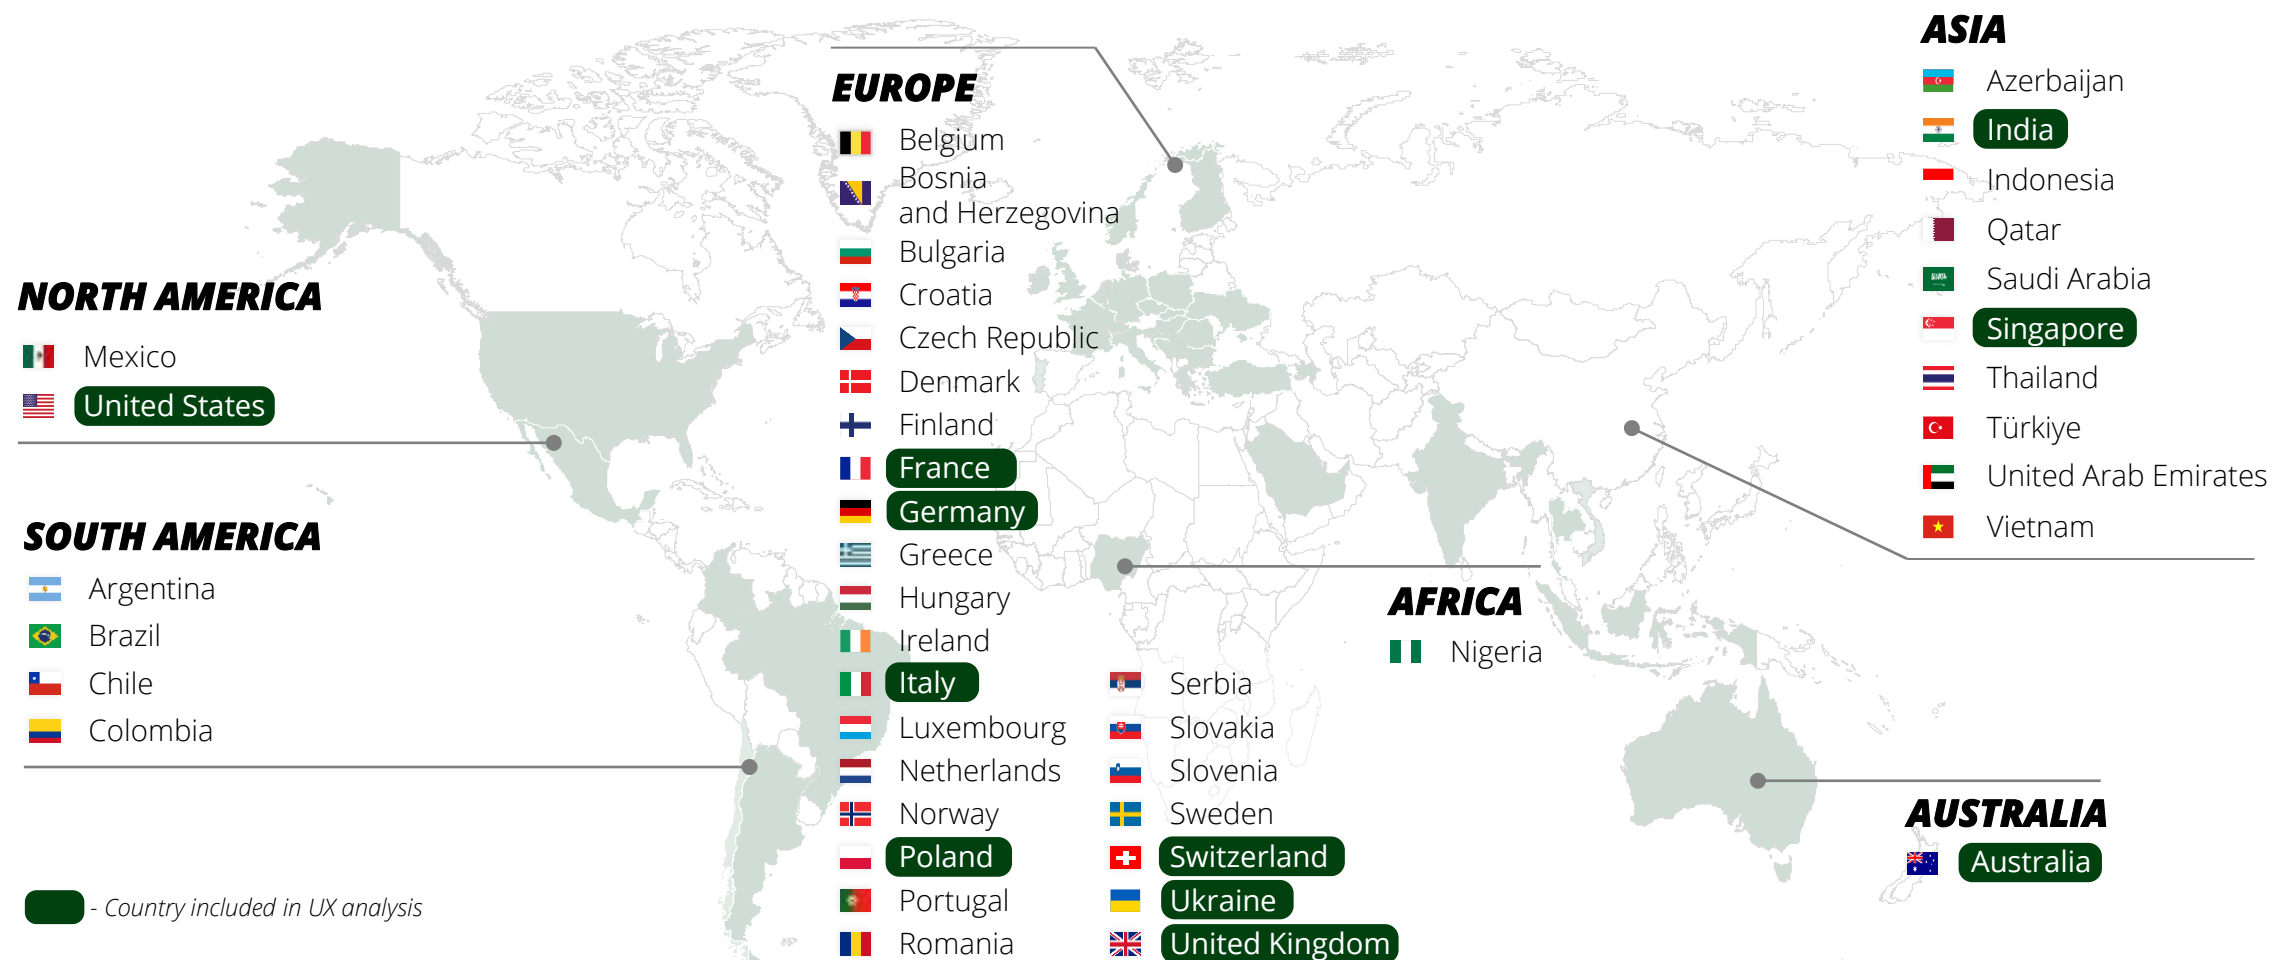 NORTH AMERICA
Mexico
United States
SOUTH AMERICA
Argentina
Brazil
Chile
Colombia
- Country included in UX analysis
EUROPE
Belgium
Bosnia
and Herzegovina
Bulgaria
Croatia
Czech Republic
Denmark
Finland
France
Germany
Greece
Hungary
Ireland
Italy
Luxembourg
Netherlands
Norway
Poland
Portugal
Romania
Serbia
Slovakia
Slovenia
Sweden
Switzerland
Ukraine
United Kingdom
AFRICA
Nigeria
ASIA
Azerbaijan
India
Indonesia
Qatar
Saudi Arabia
Singapore
Thailand
Türkiye
United Arab Emirates
Vietnam
AUSTRALIA
Australia